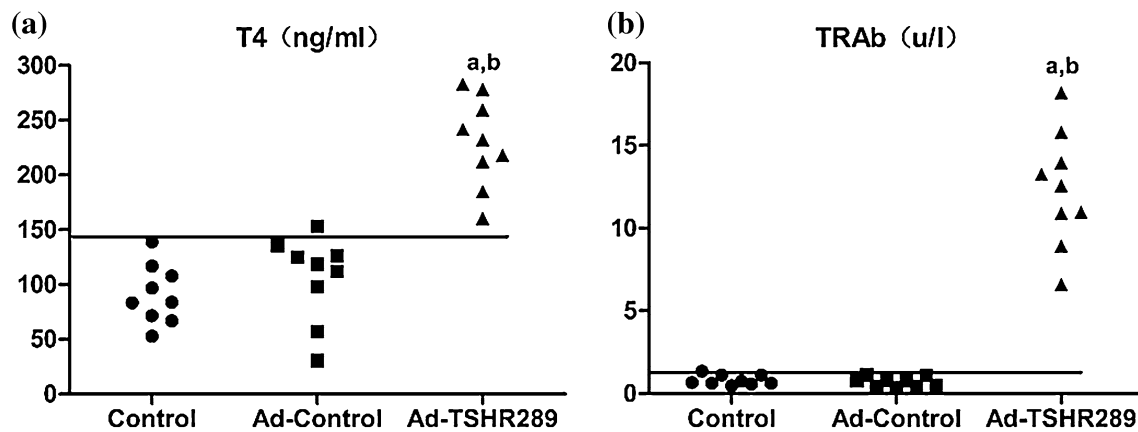 (a)
T4（ng/ml）
300
250
200
150
100
50
0
a,b
Control Ad-Control Ad-TSHR289
(b)
TRAb（u/l）
20
15
10
5
0
a,b
Control Ad-Control Ad-TSHR289